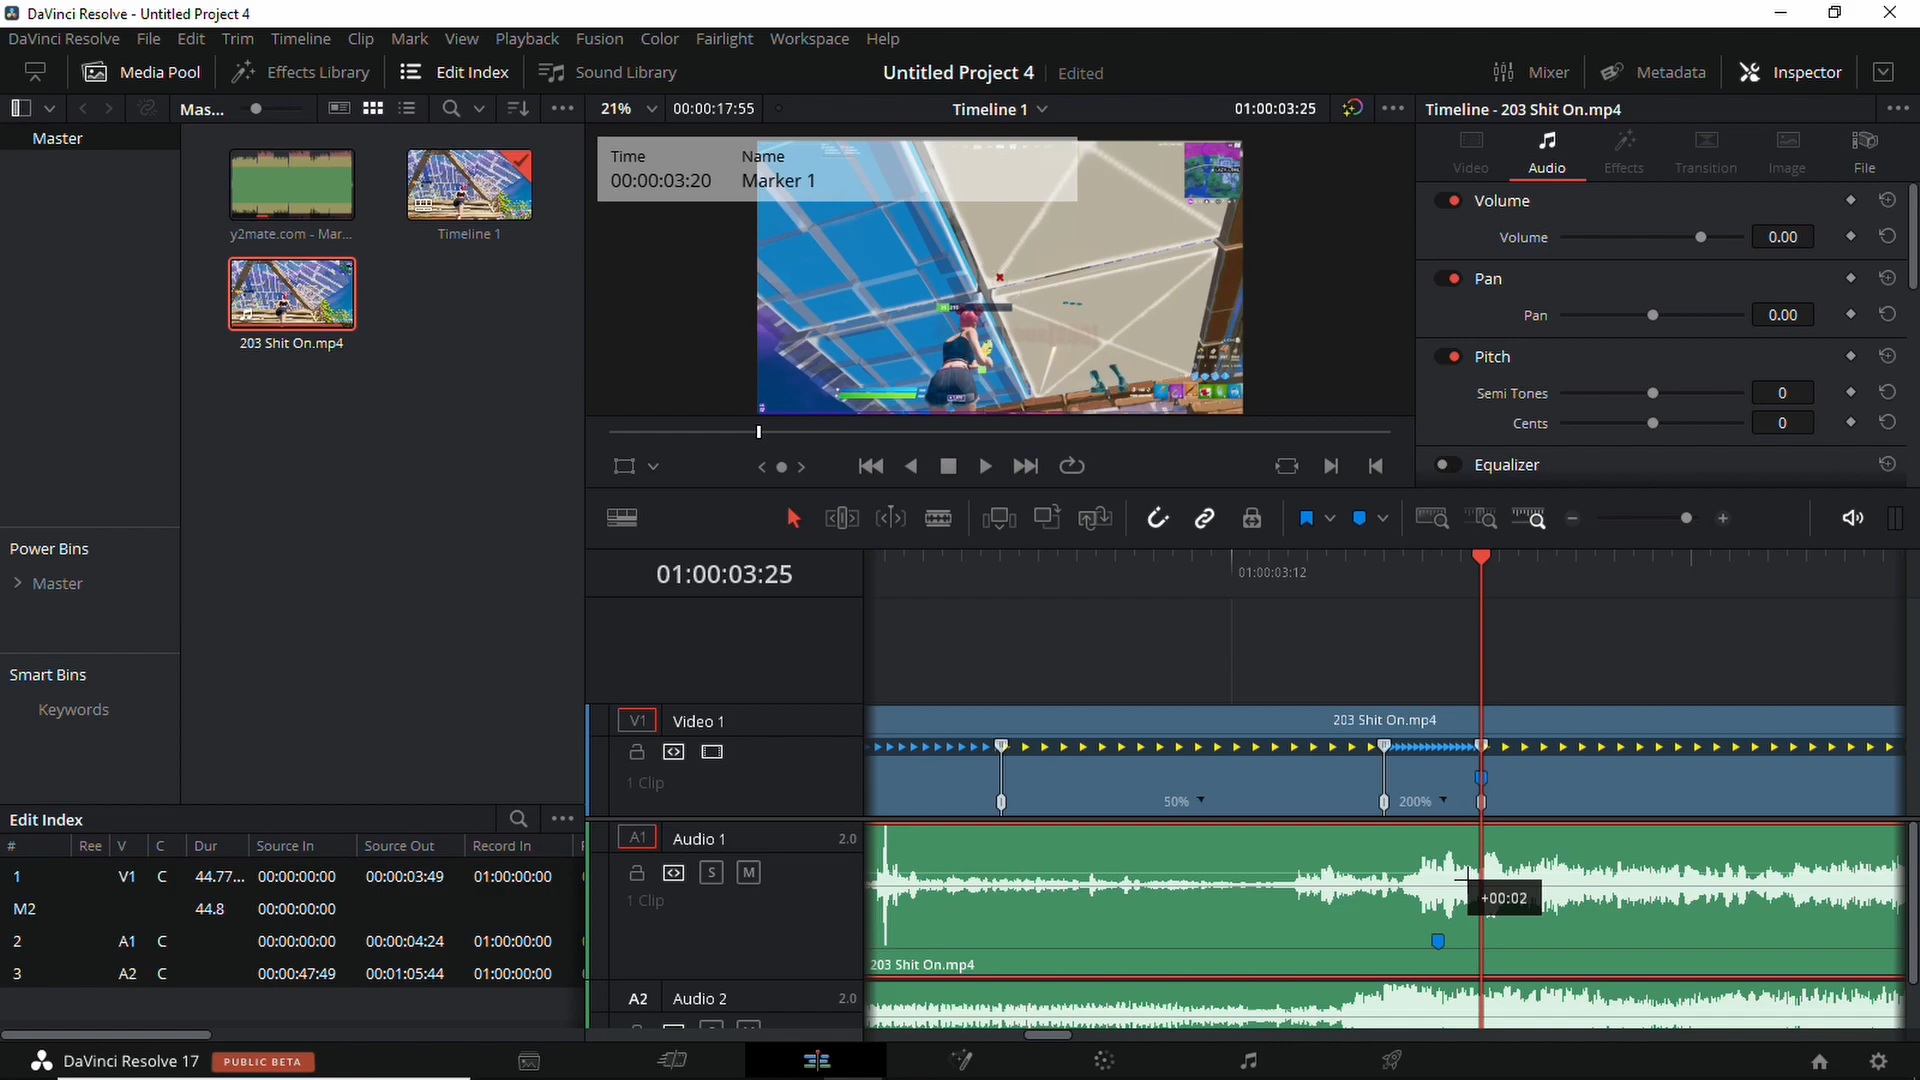 DaVinci Resolve - Untitled Project 4
DaVinci Resolve File Edit Trim Timeline Clip Mark View Playback Fusion Color Fairlight Workspace Help
Media Pool Effects Library Edit Index Sound Library Untitled Project 4 Edited Mixer Metadata Inspector
Mas... 21% 00:00:17:55 Timeline 1 01:00:03:25 Timeline - 203 Shit On.mp4
Master
y2mate.com - Mar...
Timeline 1
203 Shit On.mp4
Power Bins
Master
Smart Bins
Keywords
Time Name
00:00:03:20 Marker 1
Video Audio Effects Transition Image File
Volume
Volume 0.00
Pan
Pan 0.00
Pitch
Semi Tones 0
Cents 0
Equalizer
01:00:03:25
01:00:03:12
V1 Video 1
1 Clip
203 Shit On.mp4
50% 200%
A1 Audio 1 2.0
S M
1 Clip
+00:02
203 Shit On.mp4
A2 Audio 2 2.0
S M
Edit Index
# Ree V C Dur Source In Source Out Record In
1 V1 C 44.77... 00:00:00:00 00:00:03:49 01:00:00:00
M2 44.8 00:00:00:00
2 A1 C 00:00:00:00 00:00:04:24 01:00:00:00
3 A2 C 00:00:47:49 00:01:05:44 01:00:00:00
DaVinci Resolve 17 PUBLIC BETA